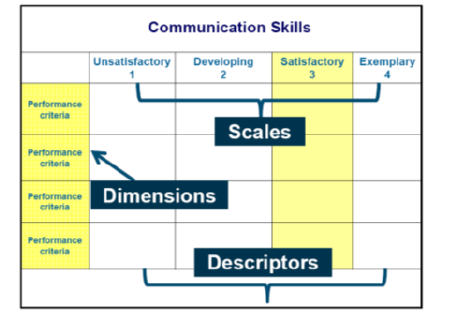 Communication Skills
Unsatisfactory Developing Satisfactory Exemplary
1 2 3 4
Performance
criteria
Scales
Performance
criteria
Dimensions
Performance
criteria
Performance
criteria
Descriptors